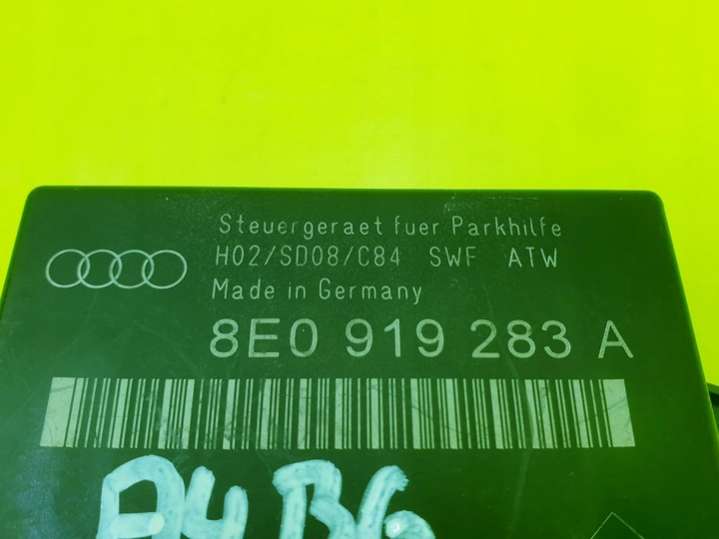 Steuergeraet fuer Parkhilfe
H02/SD08/C84 SWF ATW
Made in Germany
8E0 919 283 A
A4 B6